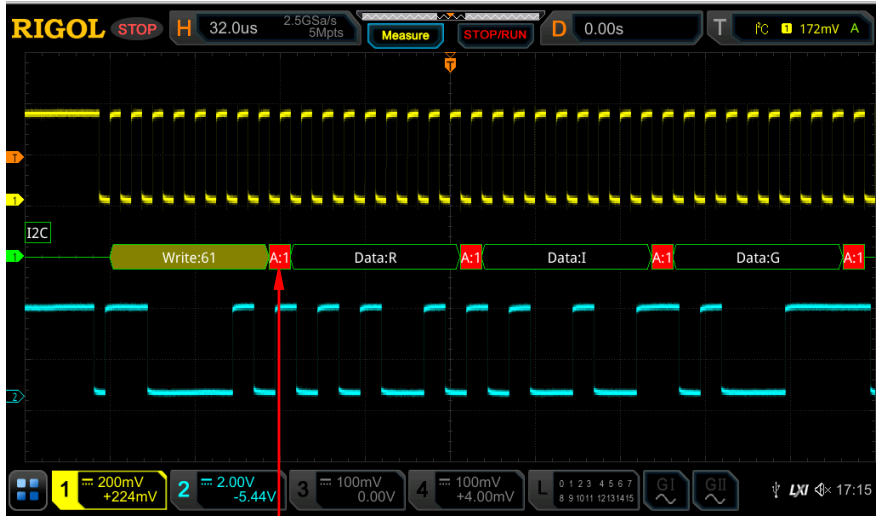 RIGOL STOP H 32.0us 2.5GSa/s 5Mpts Measure STOP/RUN D 0.00s T I²C 1 172mV A
T
T
1
I2C
1 Write:61 A:1 Data:R A:1 Data:I A:1 Data:G A:1
2
1 200mV +224mV 2 2.00V -5.44V 3 100mV 0.00V 4 100mV +4.00mV L 0 1 2 3 4 5 6 7 8 9 10 11 12 13 14 15 GI GII LXI 17:15